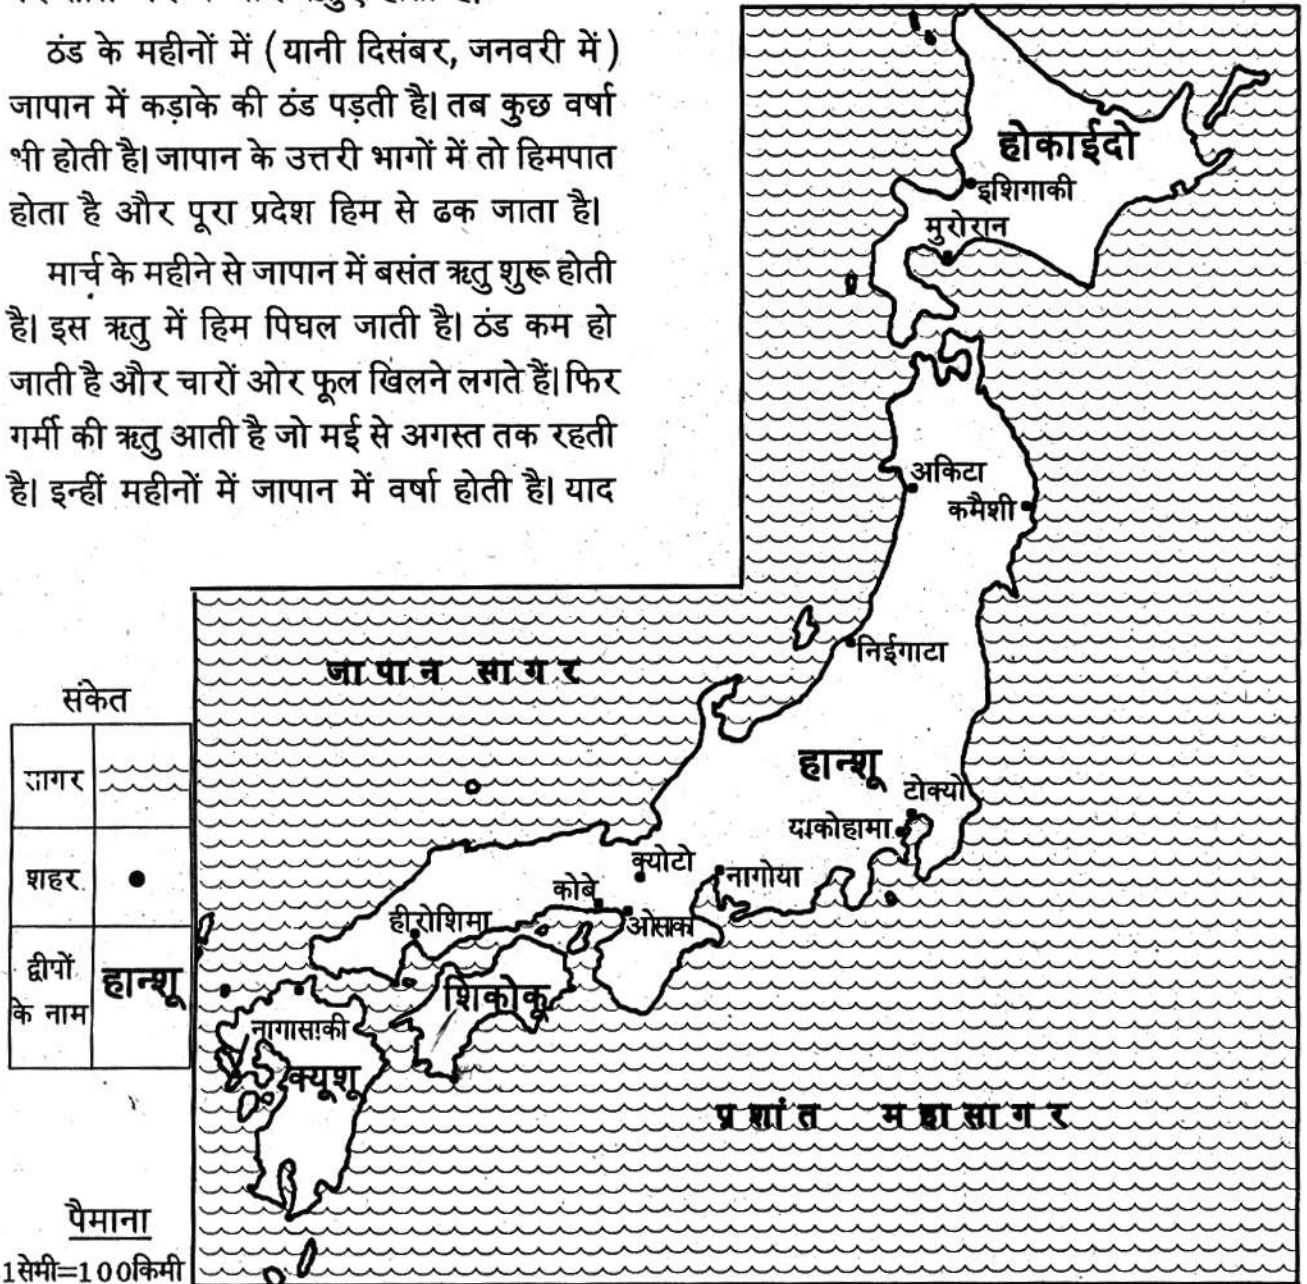 ठंड के महीनों में (यानी दिसंबर, जनवरी में)
जापान में कड़ाके की ठंड पड़ती है। तब कुछ वर्षा
भी होती है। जापान के उत्तरी भागों में तो हिमपात
होता है और पूरा प्रदेश हिम से ढक जाता है।
मार्च के महीने से जापान में बसंत ऋतु शुरू होती
है। इस ऋतु में हिम पिघल जाती है। ठंड कम हो
जाती है और चारों ओर फूल खिलने लगते हैं। फिर
गर्मी की ऋतु आती है जो मई से अगस्त तक रहती
है। इन्हीं महीनों में जापान में वर्षा होती है। याद
होकाईदो
इशिगाकी
मुरोरान
अकिटा
कमैशी
निईगाटा
जापान सागर
हान्शू
टोक्यो
याकोहामा
क्योटो
नागोया
कोबे
ओसाका
हीरोशिमा
शिकोकू
नागासाकी
क्यूशू
प्रशांत महासागर
संकेत
सागर
शहर
द्वीपों
के नाम
हान्शू
पैमाना
1सेमी=100किमी